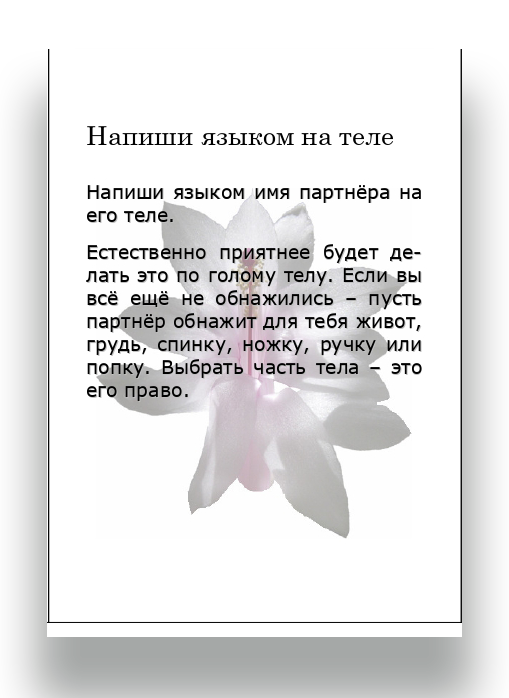 Напиши языком на теле
Напиши языком имя партнёра на
его теле.
Естественно приятнее будет де-
лать это по голому телу. Если вы
всё ещё не обнажились – пусть
партнёр обнажит для тебя живот,
грудь, спинку, ножку, ручку или
попку. Выбрать часть тела – это
его право.